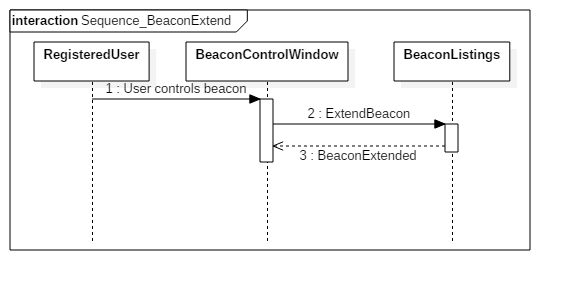 interaction Sequence_BeaconExtend
RegisteredUser
BeaconControlWindow
BeaconListings
1 : User controls beacon
2 : ExtendBeacon
3 : BeaconExtended